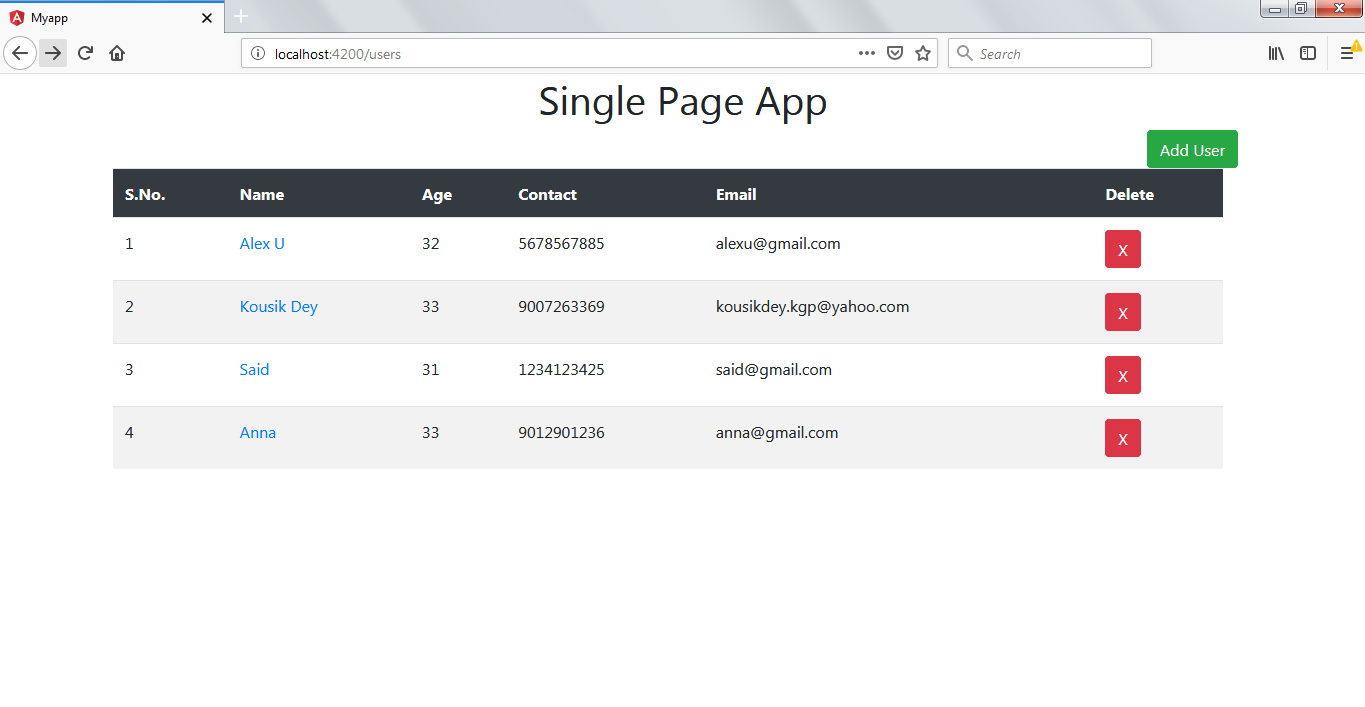 Myapp
localhost:4200/users
Search
Single Page App
Add User
S.No. Name Age Contact Email Delete
1 Alex U 32 5678567885 alexu@gmail.com X
2 Kousik Dey 33 9007263369 kousikdey.kgp@yahoo.com X
3 Said 31 1234123425 said@gmail.com X
4 Anna 33 9012901236 anna@gmail.com X